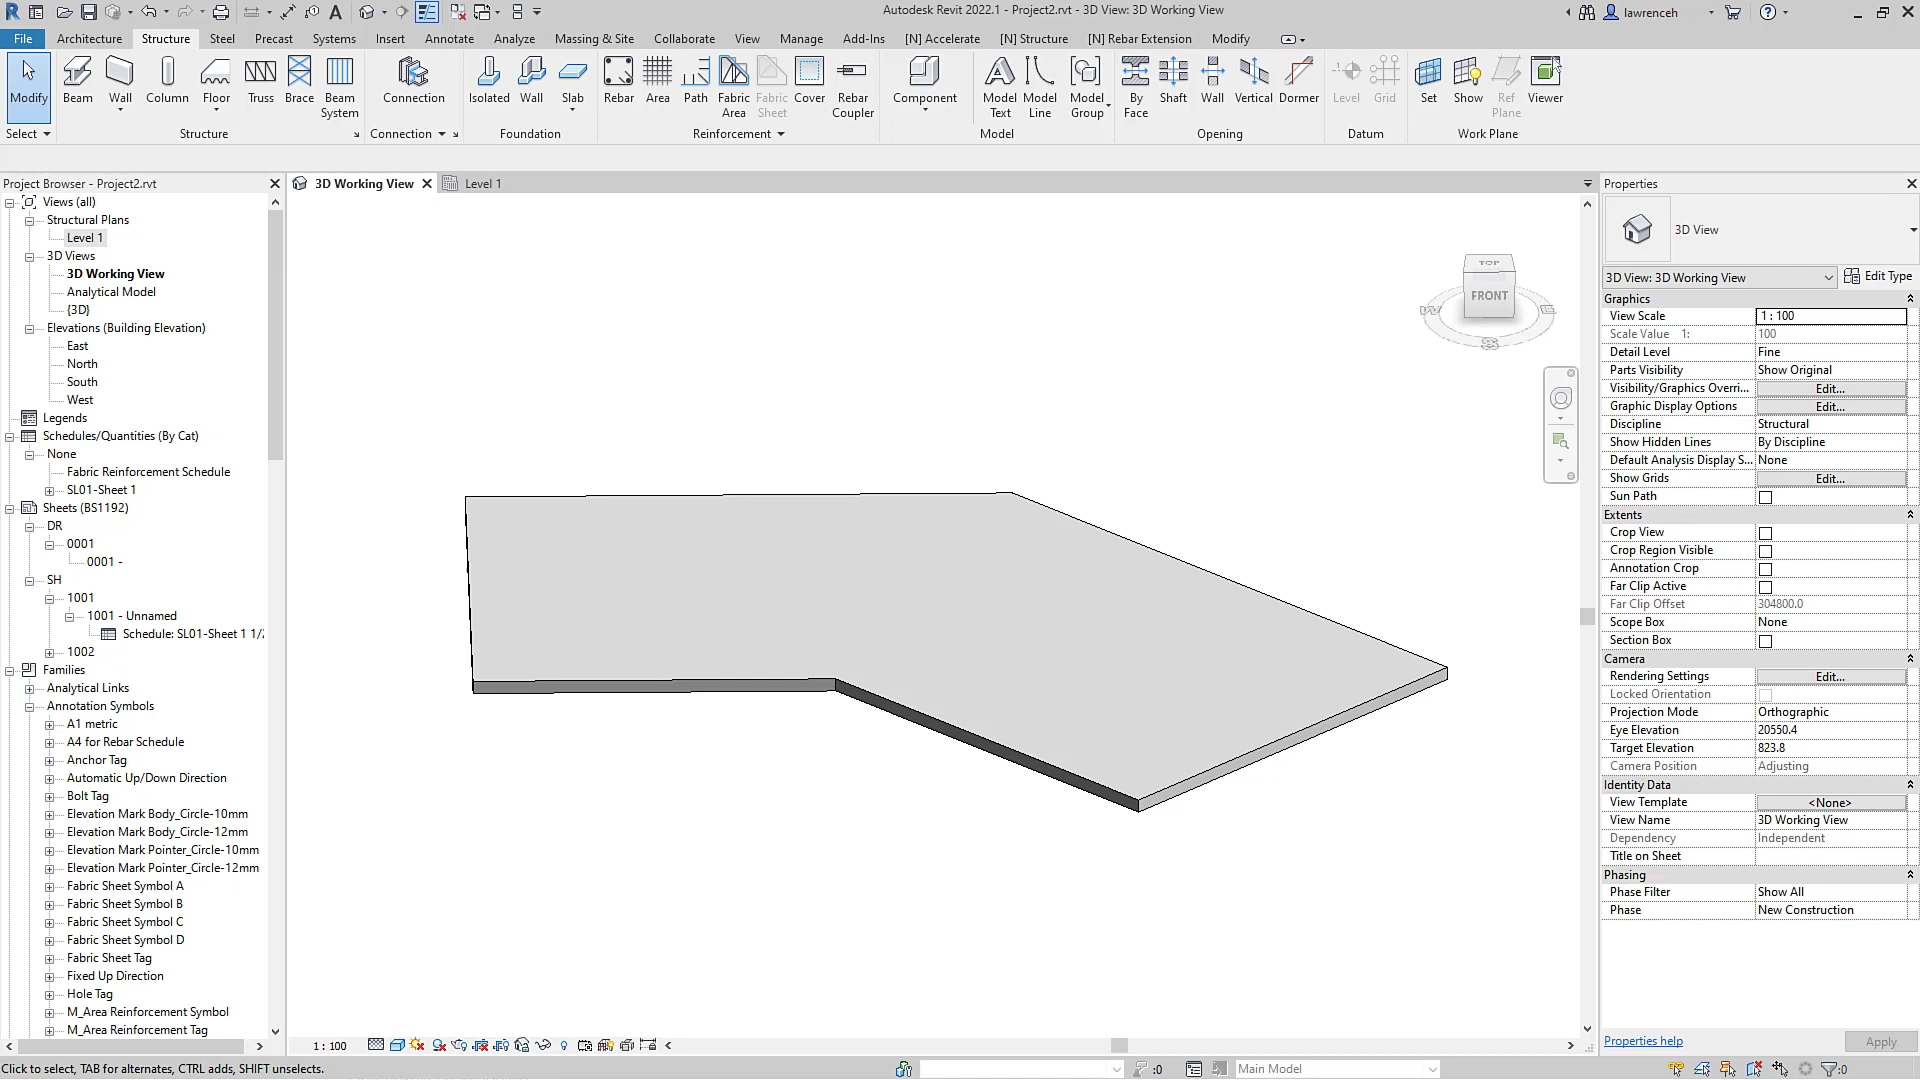 Autodesk Revit 2022.1 - Project2.rvt - 3D View: 3D Working View
lawrenceh
File Architecture Structure Steel Precast Systems Insert Annotate Analyze Massing & Site Collaborate View Manage Add-Ins [N] Accelerate [N] Structure [N] Rebar Extension Modify
Modify Beam Wall Column Floor Truss Brace Beam System Connection Isolated Wall Slab Rebar Area Path Fabric Area Fabric Sheet Cover Rebar Coupler Component Model Text Model Line Model Group By Face Shaft Wall Vertical Dormer Level Grid Set Show Ref Plane Viewer
Select Structure Connection Foundation Reinforcement Model Opening Datum Work Plane
Project Browser - Project2.rvt
Views (all)
Structural Plans
Level 1
3D Views
3D Working View
Analytical Model
{3D}
Elevations (Building Elevation)
East
North
South
West
Legends
Schedules/Quantities (By Cat)
None
Fabric Reinforcement Schedule
SL01-Sheet 1
Sheets (BS1192)
DR
0001
0001 -
SH
1001
1001 - Unnamed
Schedule: SL01-Sheet 1 1/2
1002
Families
Analytical Links
Annotation Symbols
A1 metric
A4 for Rebar Schedule
Anchor Tag
Automatic Up/Down Direction
Bolt Tag
Elevation Mark Body_Circle-10mm
Elevation Mark Body_Circle-12mm
Elevation Mark Pointer_Circle-10mm
Elevation Mark Pointer_Circle-12mm
Fabric Sheet Symbol A
Fabric Sheet Symbol B
Fabric Sheet Symbol C
Fabric Sheet Symbol D
Fabric Sheet Tag
Fixed Up Direction
Hole Tag
M_Area Reinforcement Symbol
M_Area Reinforcement Tag
3D Working View Level 1
TOP
FRONT
W E
S
1 : 100
Properties
3D View
3D View: 3D Working View Edit Type
Graphics
View Scale 1 : 100
Scale Value 1: 100
Detail Level Fine
Parts Visibility Show Original
Visibility/Graphics Overri... Edit...
Graphic Display Options Edit...
Discipline Structural
Show Hidden Lines By Discipline
Default Analysis Display S... None
Show Grids Edit...
Sun Path
Extents
Crop View
Crop Region Visible
Annotation Crop
Far Clip Active
Far Clip Offset 304800.0
Scope Box None
Section Box
Camera
Rendering Settings Edit...
Locked Orientation
Projection Mode Orthographic
Eye Elevation 20550.4
Target Elevation 823.8
Camera Position Adjusting
Identity Data
View Template <None>
View Name 3D Working View
Dependency Independent
Title on Sheet
Phasing
Phase Filter Show All
Phase New Construction
Properties help Apply
Click to select, TAB for alternates, CTRL adds, SHIFT unselects.
:0 Main Model :0